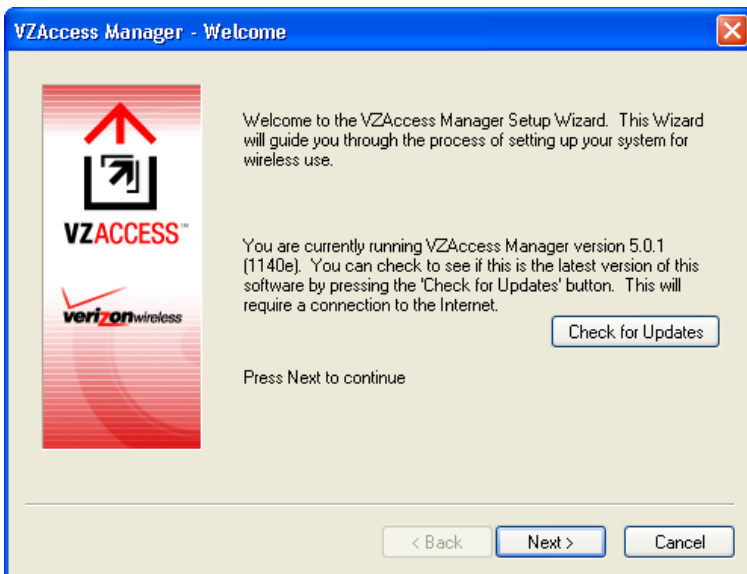 VZAccess Manager - Welcome
VZACCESS™
verizonwireless
Welcome to the VZAccess Manager Setup Wizard. This Wizard
will guide you through the process of setting up your system for
wireless use.
You are currently running VZAccess Manager version 5.0.1
(1140e). You can check to see if this is the latest version of this
software by pressing the 'Check for Updates' button. This will
require a connection to the Internet.
Check for Updates
Press Next to continue
< Back
Next >
Cancel